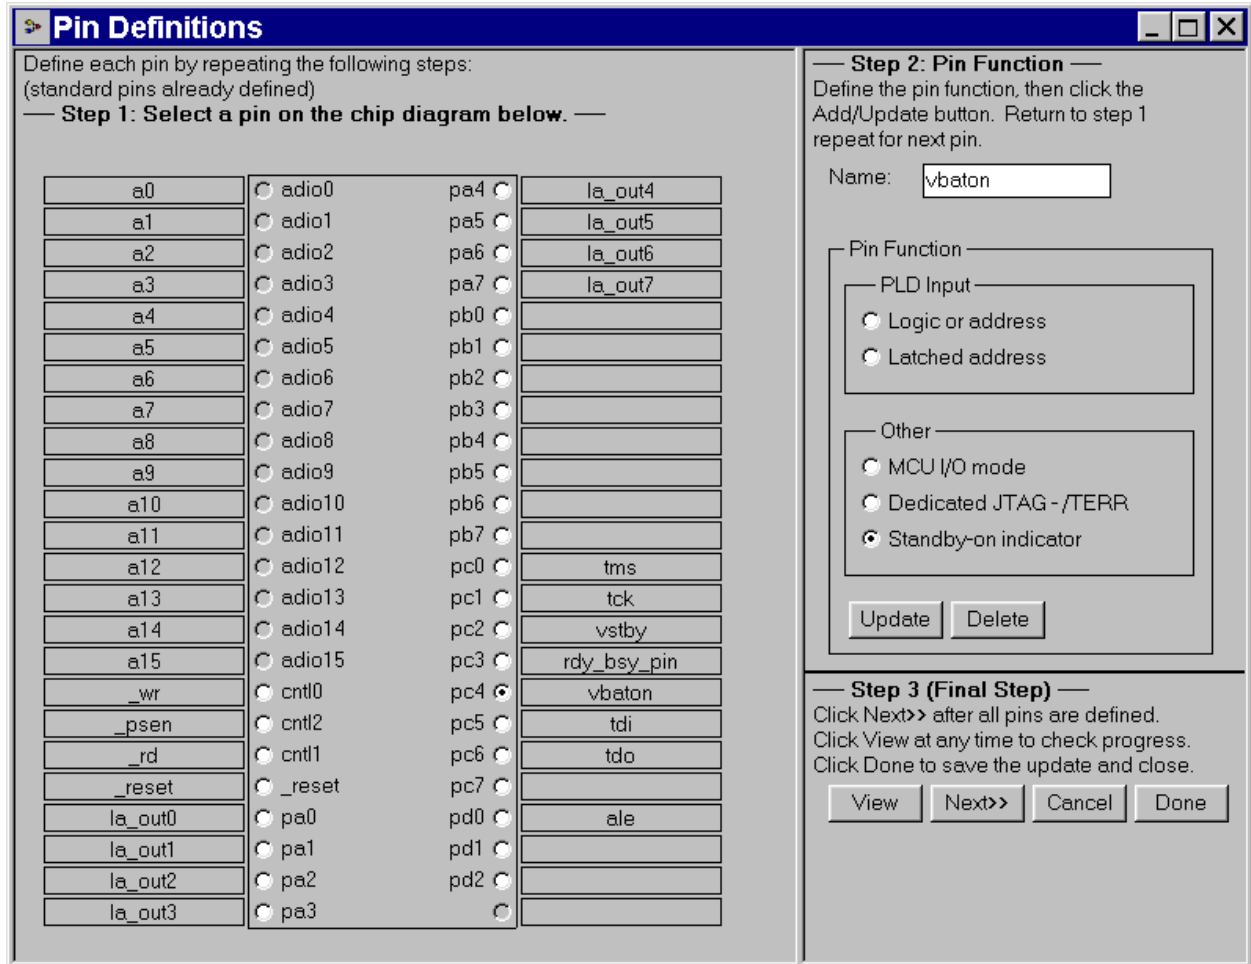 Pin Definitions
Define each pin by repeating the following steps:
(standard pins already defined)
Step 1: Select a pin on the chip diagram below.
a0 adio0 pa4 la_out4
a1 adio1 pa5 la_out5
a2 adio2 pa6 la_out6
a3 adio3 pa7 la_out7
a4 adio4 pb0
a5 adio5 pb1
a6 adio6 pb2
a7 adio7 pb3
a8 adio8 pb4
a9 adio9 pb5
a10 adio10 pb6
a11 adio11 pb7
a12 adio12 pc0 tms
a13 adio13 pc1 tck
a14 adio14 pc2 vstby
a15 adio15 pc3 rdy_bsy_pin
_wr cntl0 pc4 vbaton
_psen cntl2 pc5 tdi
_rd cntl1 pc6 tdo
_reset _reset pc7
la_out0 pa0 pd0 ale
la_out1 pa1 pd1
la_out2 pa2 pd2
la_out3 pa3
Step 2: Pin Function
Define the pin function, then click the
Add/Update button. Return to step 1
repeat for next pin.
Name: vbaton
Pin Function
PLD Input
Logic or address
Latched address
Other
MCU I/O mode
Dedicated JTAG - /TERR
Standby-on indicator
Update Delete
Step 3 (Final Step)
Click Next>> after all pins are defined.
Click View at any time to check progress.
Click Done to save the update and close.
View Next>> Cancel Done